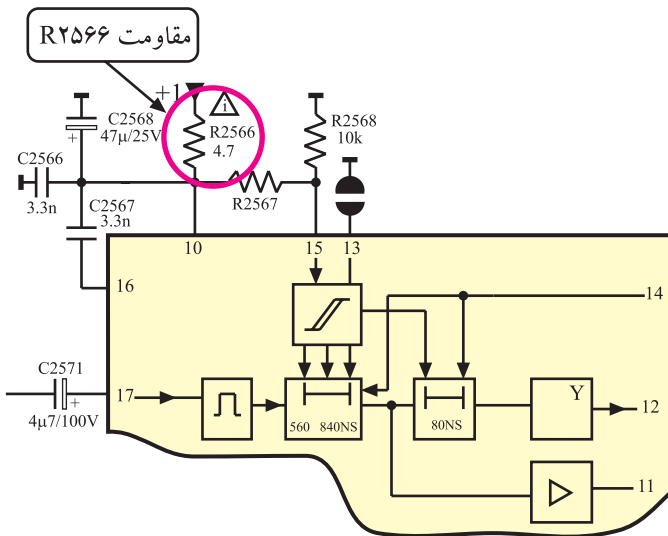 مقاومت R۲۵۶۶
+1
i
C2568
47µ/25V
+
R2566
4.7
R2568
10k
C2566
3.3n
C2567
3.3n
R2567
10
15
13
16
14
C2571
+
4µ7/100V
17
560 840NS
80NS
Y
12
11